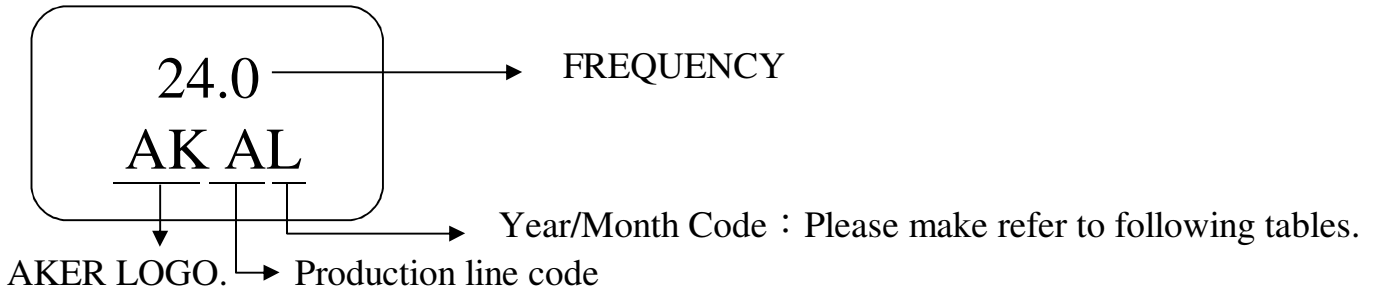 24.0 FREQUENCY
AK AL
Year/Month Code：Please make refer to following tables.
AKER LOGO. Production line code